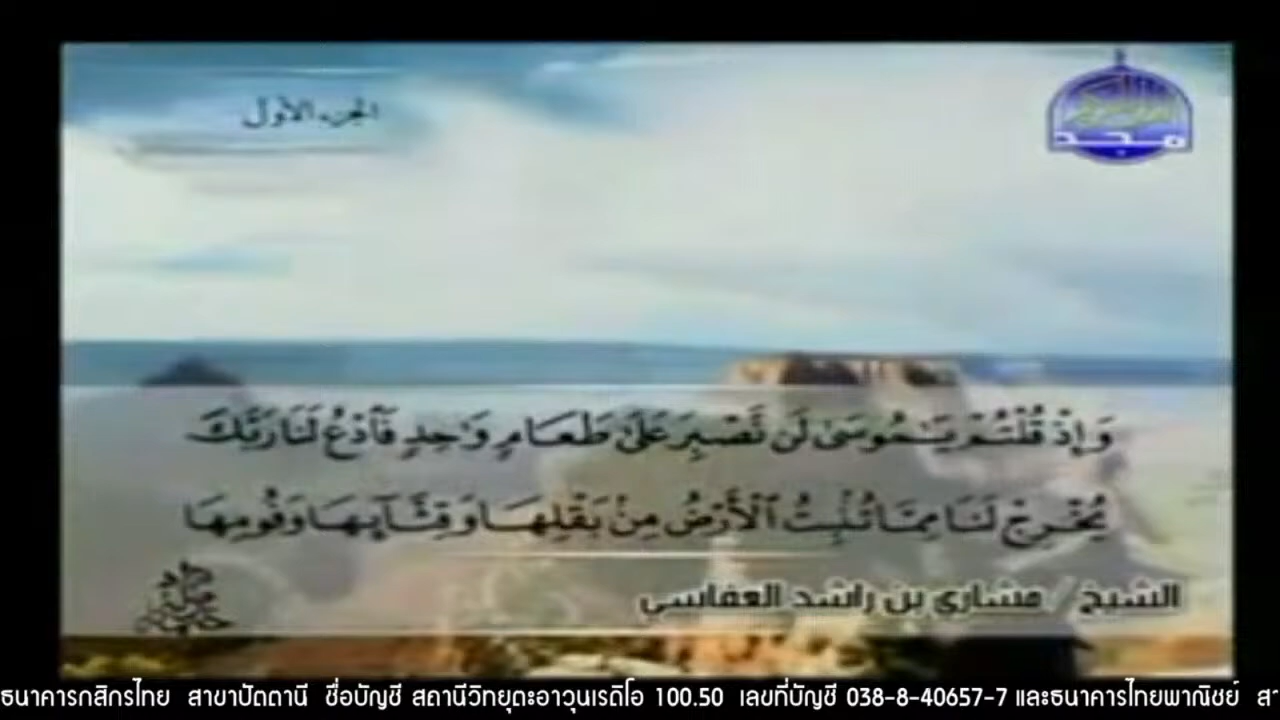 الجزء الأول
مجد
وَإِذْ قُلْتُمْ يَـٰمُوسَىٰ لَن نَّصْبِرَ عَلَىٰ طَعَامٍ وَٰحِدٍ فَٱدْعُ لَنَا رَبَّكَ
يُخْرِجْ لَنَا مِمَّا تُنۢبِتُ ٱلْأَرْضُ مِنۢ بَقْلِهَا وَقِثَّآئِهَا وَفُومِهَا
الشيخ / مشاري بن راشد العفاسي
ธนาคารกสิกรไทย สาขาปัตตานี ชื่อบัญชี สถานีวิทยุตะอาวุนเรดิโอ 100.50 เลขที่บัญชี 038-8-40657-7 และธนาคารไทยพาณิชย์ ส